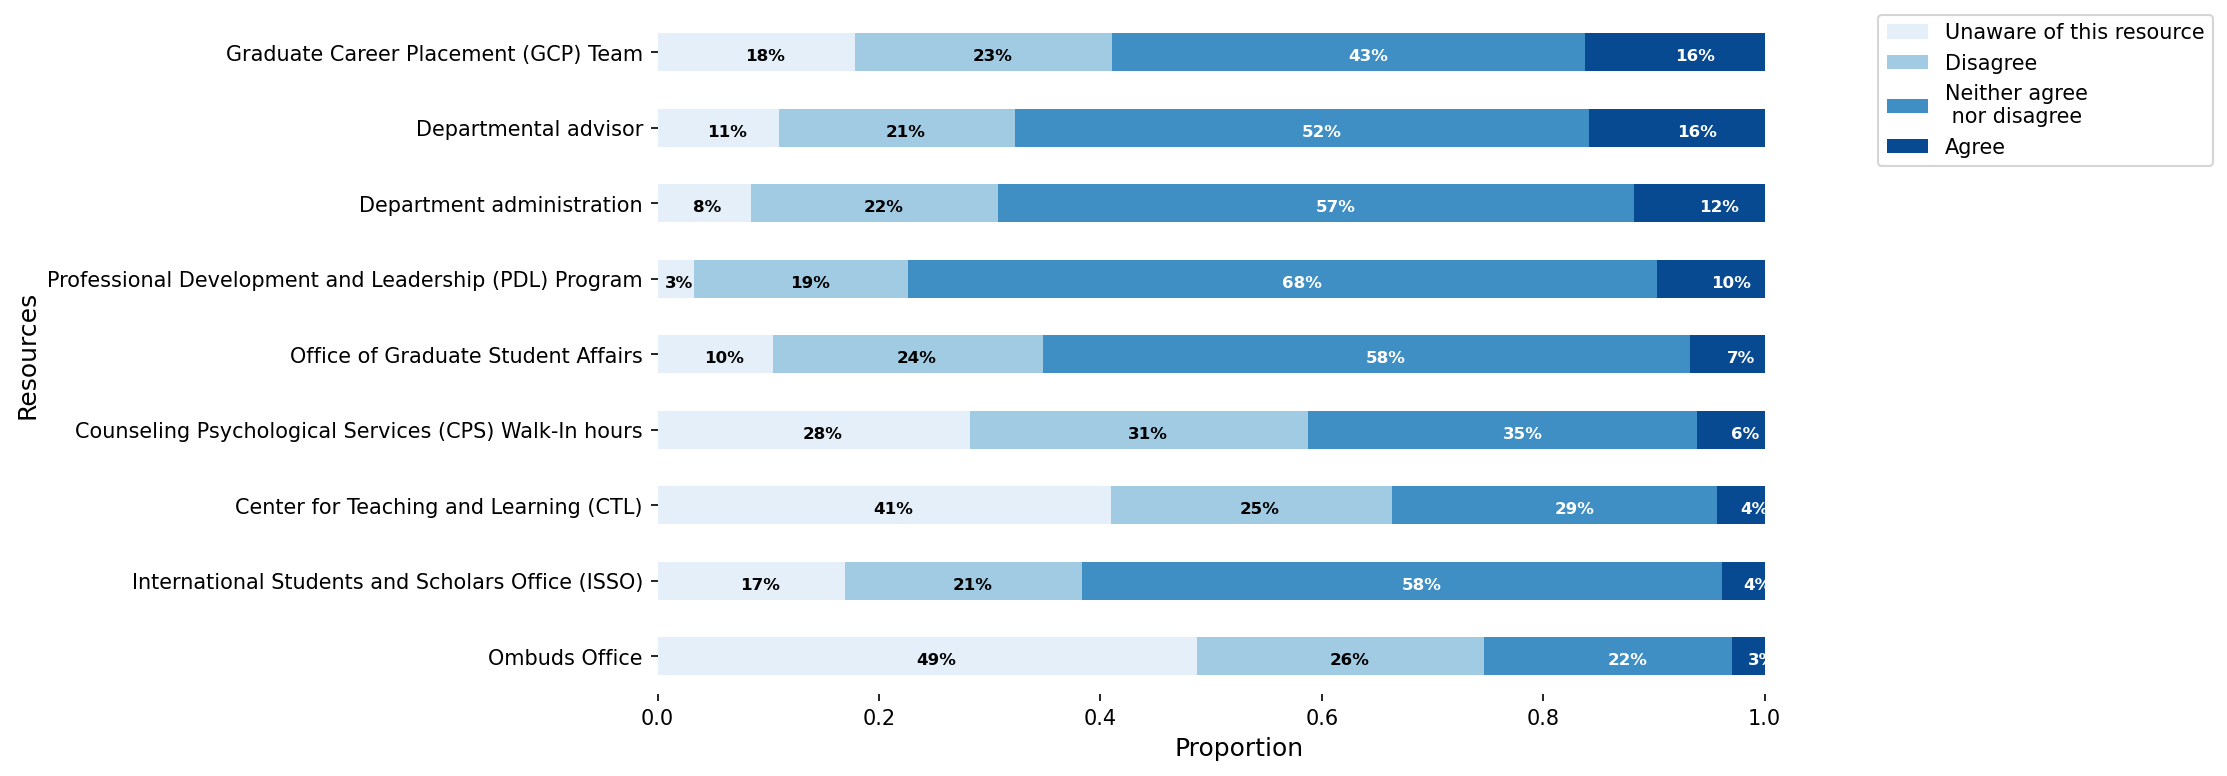 Unaware of this resource
Disagree
Neither agree
nor disagree
Agree
Resources
Graduate Career Placement (GCP) Team 18% 23% 43% 16%
Departmental advisor 11% 21% 52% 16%
Department administration 8% 22% 57% 12%
Professional Development and Leadership (PDL) Program 3% 19% 68% 10%
Office of Graduate Student Affairs 10% 24% 58% 7%
Counseling Psychological Services (CPS) Walk-In hours 28% 31% 35% 6%
Center for Teaching and Learning (CTL) 41% 25% 29% 4%
International Students and Scholars Office (ISSO) 17% 21% 58% 4%
Ombuds Office 49% 26% 22% 3%
0.0 0.2 0.4 0.6 0.8 1.0
Proportion